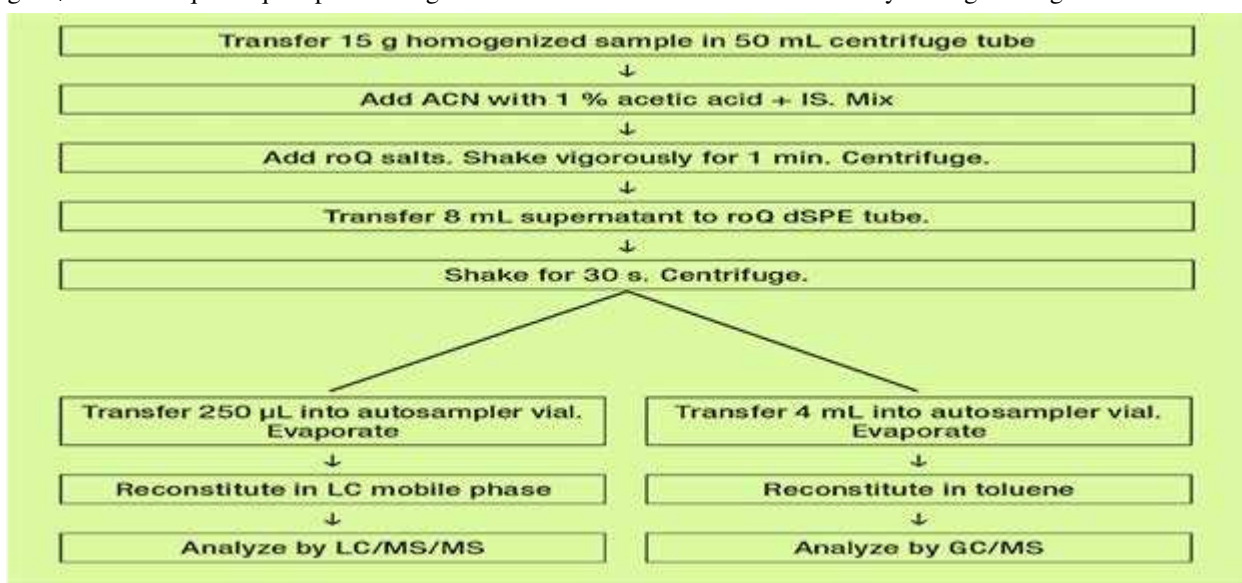 Transfer 15 g homogenized sample in 50 mL centrifuge tube
↓
Add ACN with 1 % acetic acid + IS. Mix
↓
Add roQ salts. Shake vigorously for 1 min. Centrifuge.
↓
Transfer 8 mL supernatant to roQ dSPE tube.
↓
Shake for 30 s. Centrifuge.
Transfer 250 µL into autosampler vial.
Evaporate
↓
Reconstitute in LC mobile phase
↓
Analyze by LC/MS/MS
Transfer 4 mL into autosampler vial.
Evaporate
↓
Reconstitute in toluene
↓
Analyze by GC/MS